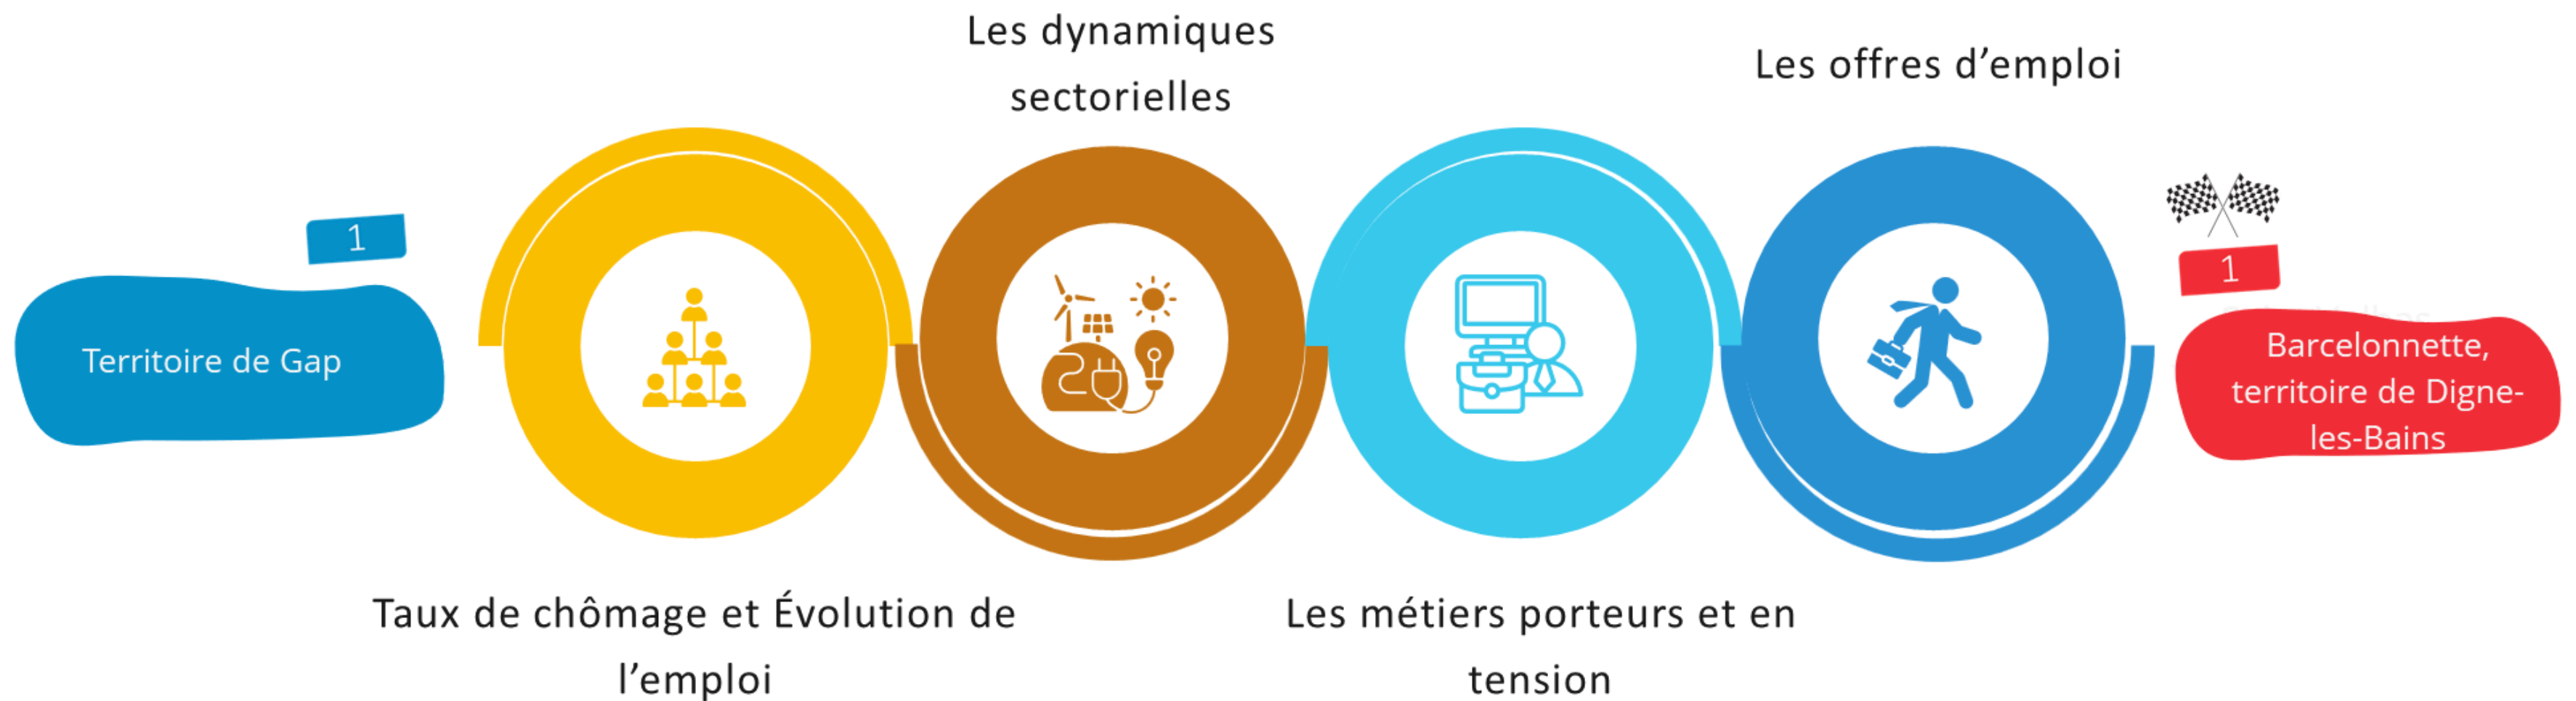 Les dynamiques
sectorielles
Les offres d’emploi
1
Territoire de Gap
1
Barcelonnette,
territoire de Digne-
les-Bains
Taux de chômage et Évolution de
l’emploi
Les métiers porteurs et en
tension